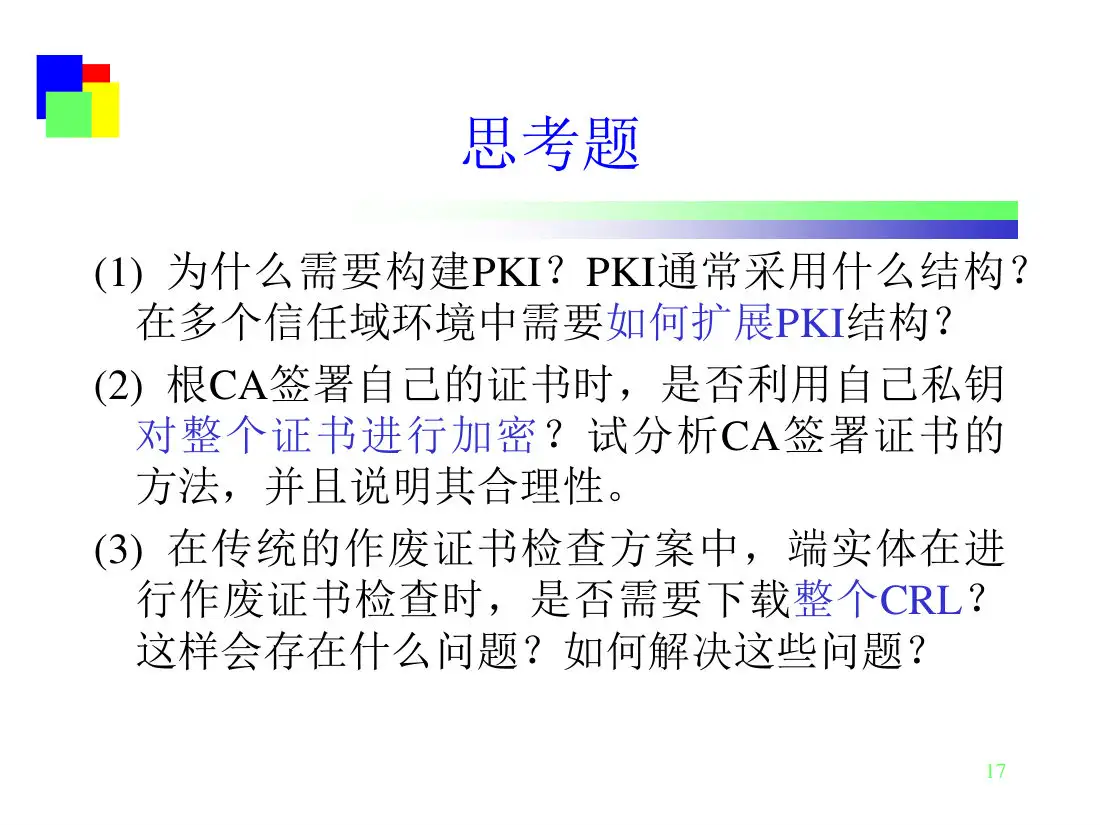 思考题
(1) 为什么需要构建PKI？PKI通常采用什么结构？
在多个信任域环境中需要如何扩展PKI结构？
(2) 根CA签署自己的证书时，是否利用自己私钥
对整个证书进行加密？试分析CA签署证书的
方法，并且说明其合理性。
(3) 在传统的作废证书检查方案中，端实体在进
行作废证书检查时，是否需要下载整个CRL？
这样会存在什么问题？如何解决这些问题？
17